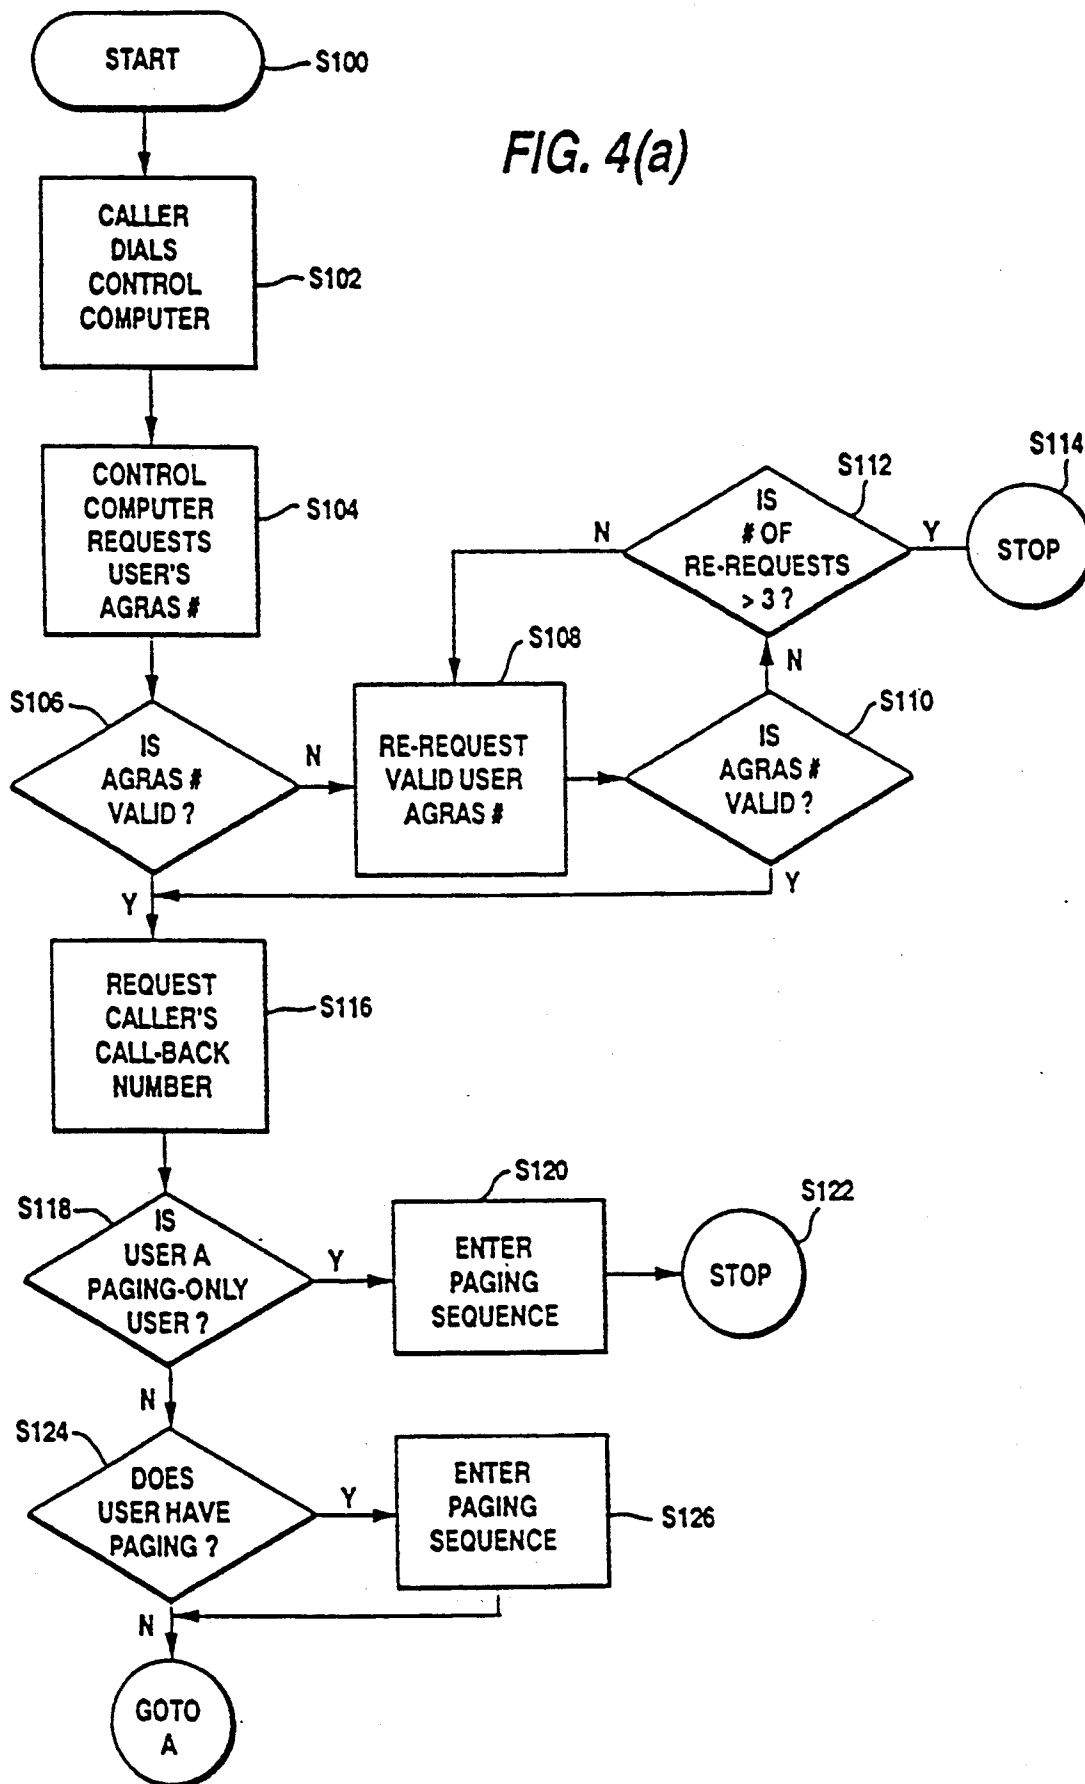 START
S100
FIG. 4(a)
CALLER
DIALS
CONTROL
COMPUTER
S102
CONTROL
COMPUTER
REQUESTS
USER'S
AGRAS #
S104
S106
IS
AGRAS #
VALID ?
N
Y
S108
RE-REQUEST
VALID USER
AGRAS #
S110
IS
AGRAS #
VALID ?
N
Y
S112
IS
# OF
RE-REQUESTS
> 3 ?
N
Y
S114
STOP
REQUEST
CALLER'S
CALL-BACK
NUMBER
S116
S118
IS
USER A
PAGING-ONLY
USER ?
Y
N
S120
ENTER
PAGING
SEQUENCE
S122
STOP
S124
DOES
USER HAVE
PAGING ?
Y
N
ENTER
PAGING
SEQUENCE
S126
GOTO
A